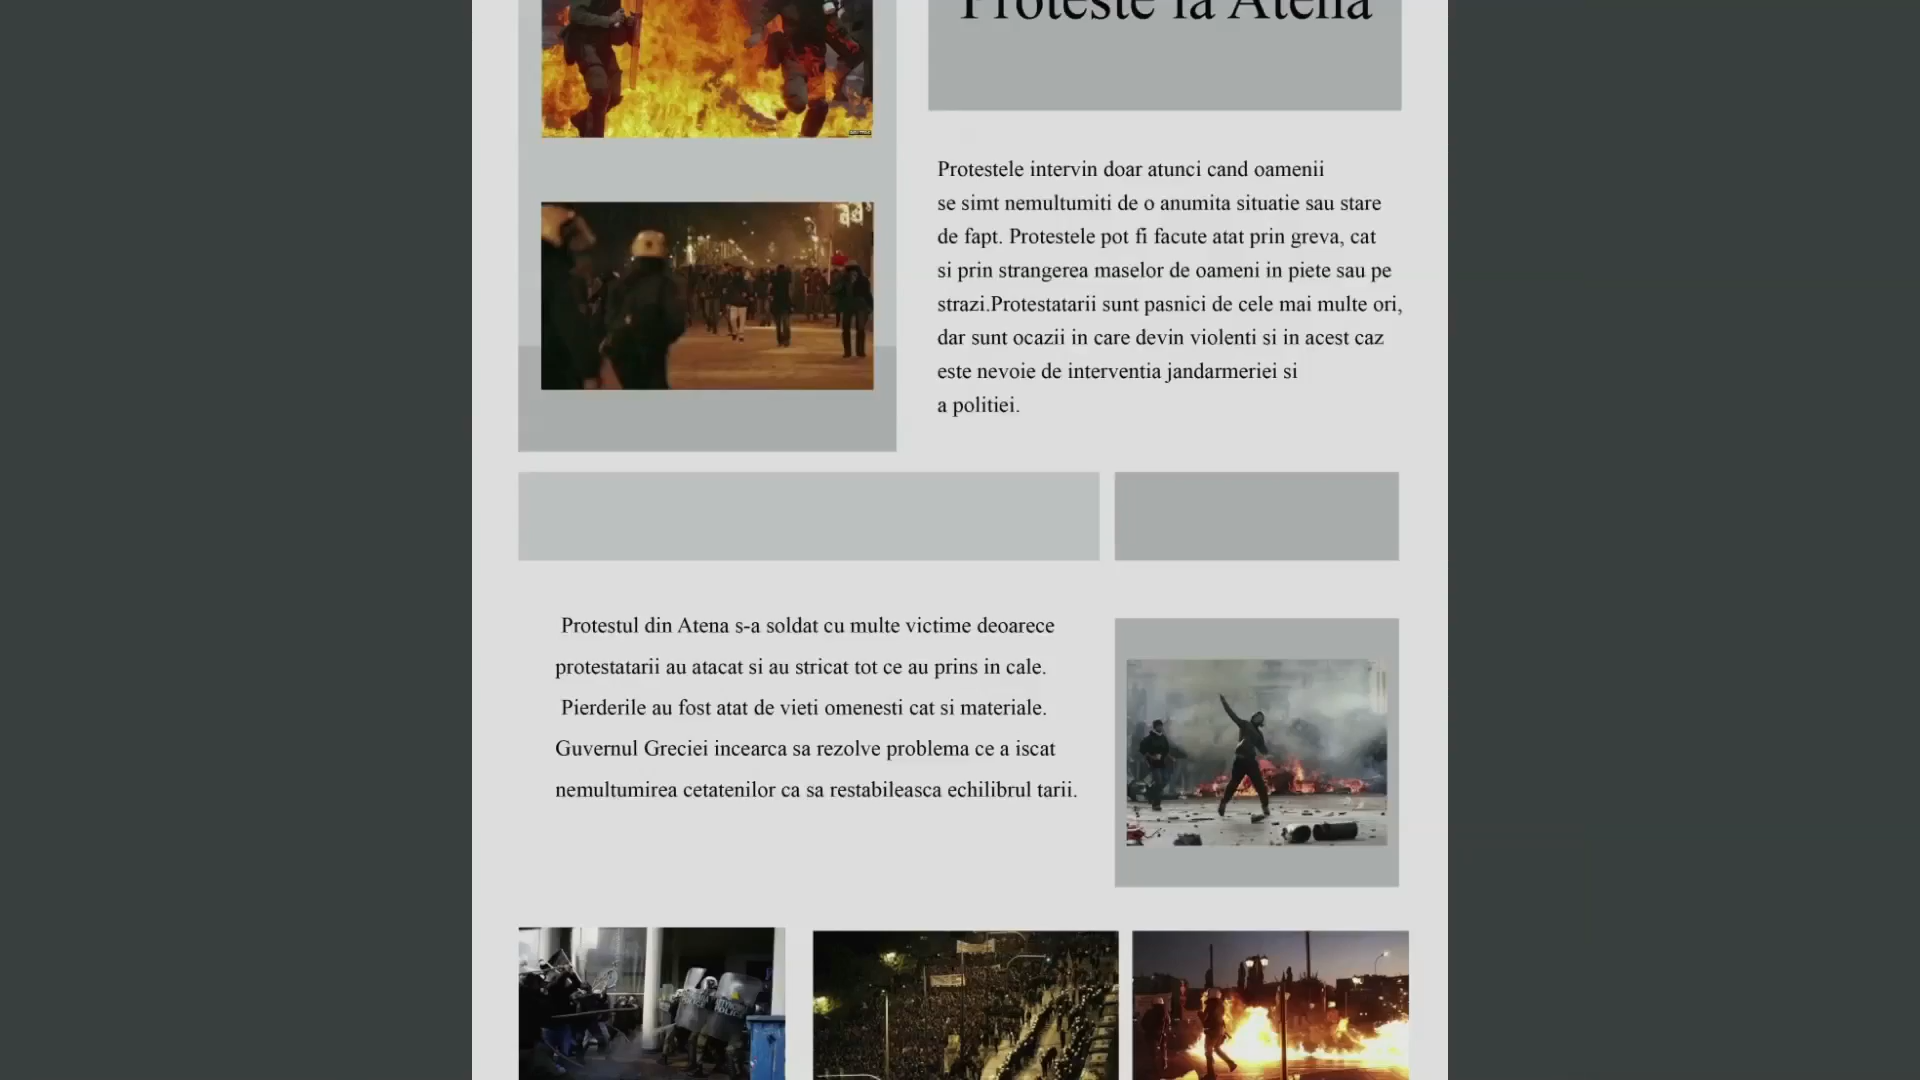 Proteste la Atena
Protestele intervin doar atunci cand oamenii
se simt nemultumiti de o anumita situatie sau stare
de fapt. Protestele pot fi facute atat prin greva, cat
si prin strangerea maselor de oameni in piete sau pe
strazi.Protestatarii sunt pasnici de cele mai multe ori,
dar sunt ocazii in care devin violenti si in acest caz
este nevoie de interventia jandarmeriei si
a politiei.
Protestul din Atena s-a soldat cu multe victime deoarece
protestatarii au atacat si au stricat tot ce au prins in cale.
Pierderile au fost atat de vieti omenesti cat si materiale.
Guvernul Greciei incearca sa rezolve problema ce a iscat
nemultumirea cetatenilor ca sa restabileasca echilibrul tarii.